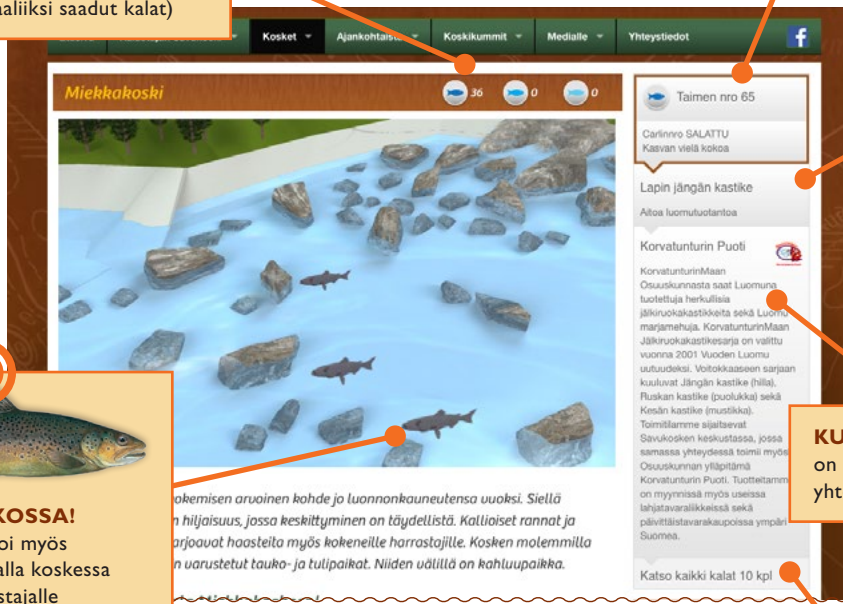 aaliiksi saadut kalat)
Kosket
Ajankohtaista
Koskikummit
Medialle
Yhteystiedot
f
Miekkakoski
36
0
0
Taimen nro 65
Carlinnro SALATTU
Kasvan vielä kokoa
Lapin jängän kastike
Aitoa luomutuotantoa
Korvatunturin Puoti
KorvatunturinMaan
Osuuskunnasta saat Luomuna
tuotettuja herkullisia
jälkiruokakastikkeita sekä Luomu
marjamehuja. KorvatunturinMaan
Jälkiruokakastikesarja on valittu
vuonna 2001 Vuoden Luomu
uutuudeksi. Voitokkaaseen sarjaan
kuuluvat Jängän kastike (hilla),
Ruskan kastike (puolukka) sekä
Kesän kastike (mustikka).
Toimitilamme sijaitsevat
Savukosken keskustassa, jossa
samassa yhteydessä toimii myös
Osuuskunnan ylläpitämä
Korvatunturin Puoti. Tuotteitamm
on myynnissä myös useissa
lahjatavaraliikkeissä sekä
päivittäistavarakaupoissa ympäri
Suomea.
Katso kaikki kalat 10 kpl
KU
on
yht
KOSSA!
oi myös
alla koskessa
stajalle
okemisen arvoinen kohde jo luonnonkauneutensa vuoksi. Siellä
n hiljaisuus, jossa keskittyminen on täydellistä. Kallioiset rannat ja
arjoavat haasteita myös kokeneille harrastajille. Kosken molemmilla
n varustetut tauko- ja tulipaikat. Niiden välillä on kahluupaikka.